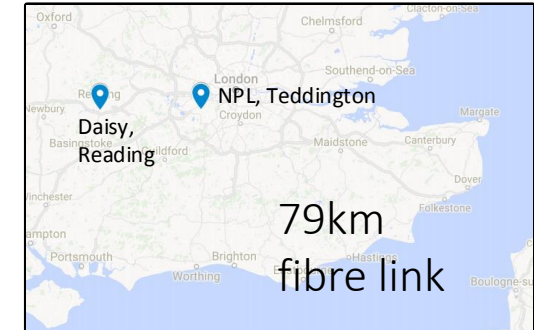 Oxford
Clacton-on-Sea
Chelmsford
London
Southend-on-Sea
NPL, Teddington
Newbury
Croydon
Margate
Daisy,
Reading
Basingstoke
Guildford
Maidstone
Canterbury
Dover
Folkestone
79km
fibre link
Portsmouth
Brighton
Hastings
Worthing